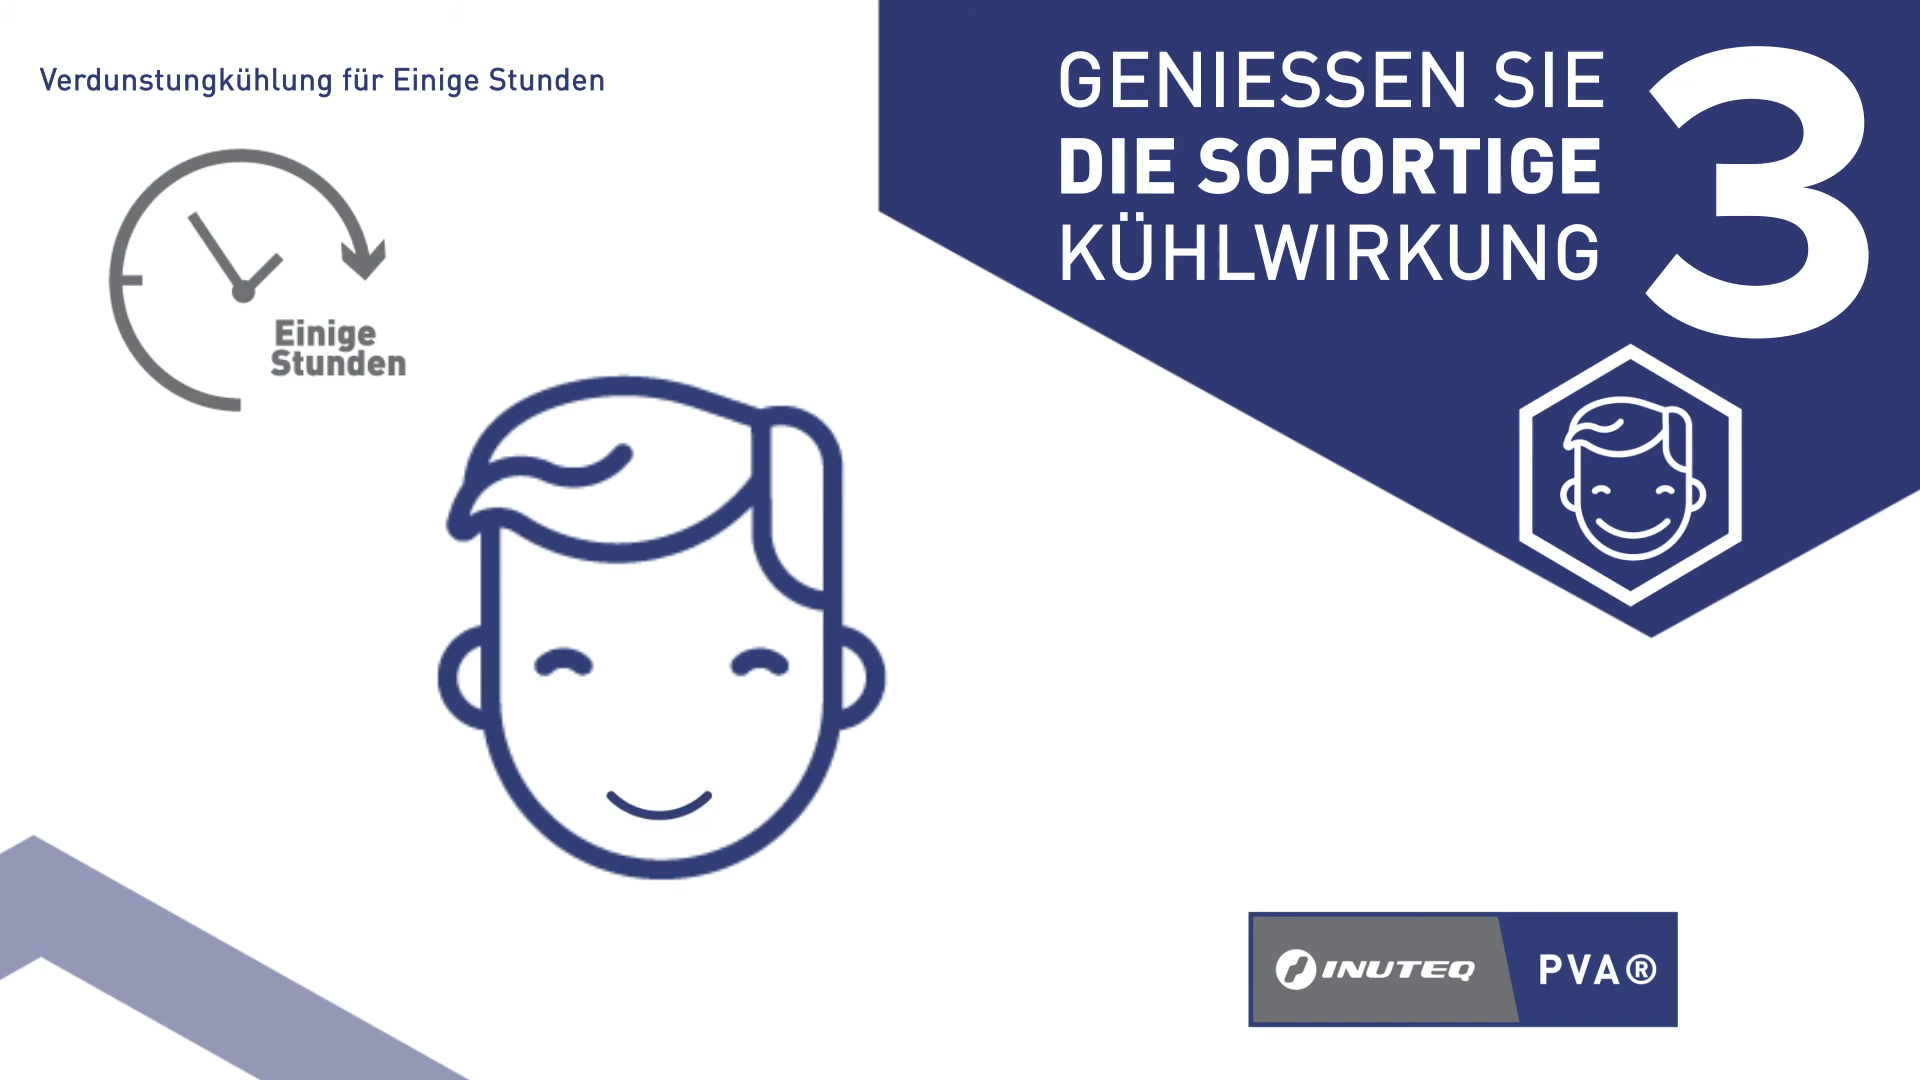 Verdunstungkühlung für Einige Stunden
GENIESSEN SIE
DIE SOFORTIGE
KÜHLWIRKUNG
3
Einige
Stunden
INUTEQ PVA®